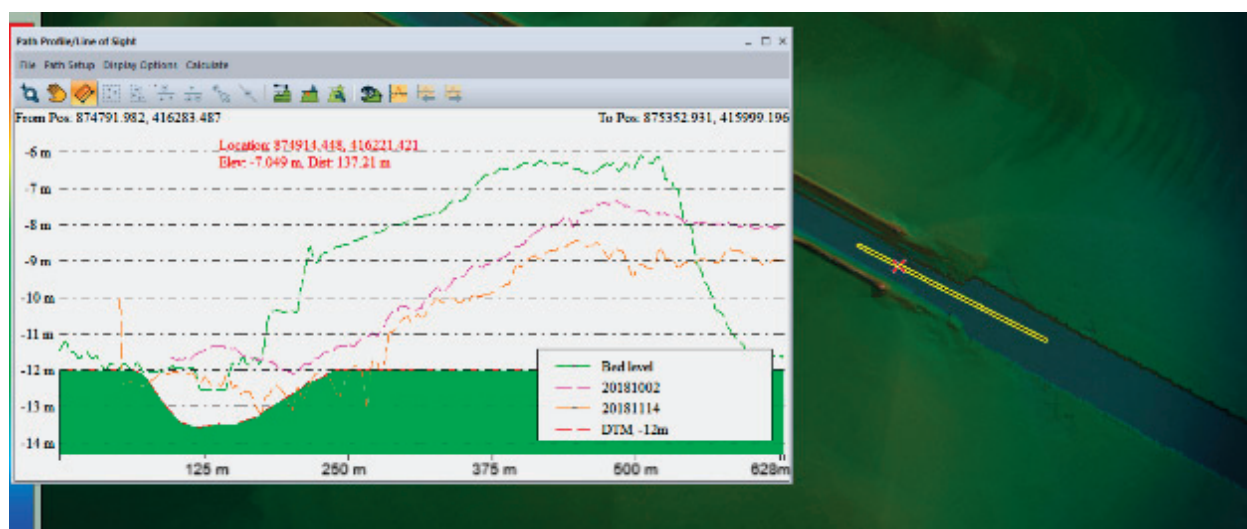 Path Profile/Line of Sight
File Path Setup Display Options Calculate
From Pos: 874791.982, 416283.487
To Pos: 875352.931, 415999.196
Location: 874914.448, 416221.421
Elev: -7.049 m, Dist: 137.21 m
-6 m
-7 m
-8 m
-9 m
-10 m
-11 m
-12 m
-13 m
-14 m
Bed level
20181002
20181114
DTM, -12m
125 m
250 m
375 m
500 m
628m